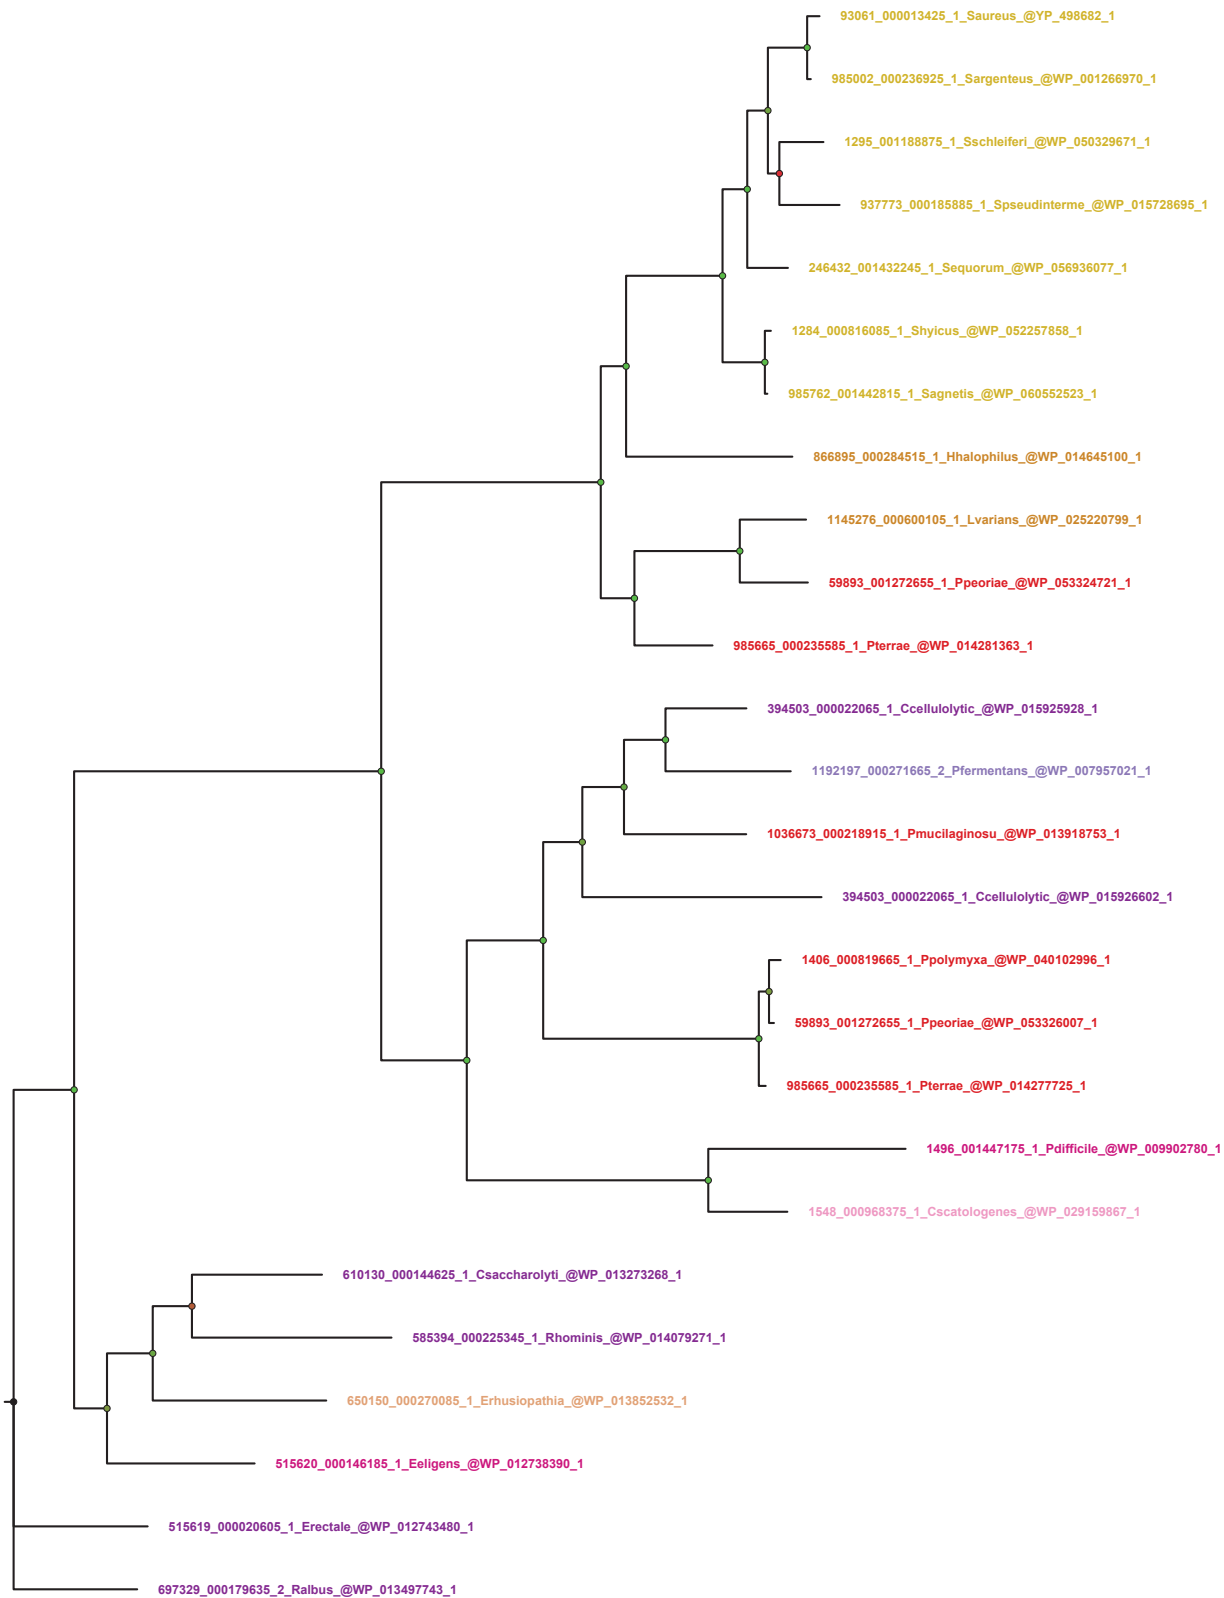 93061_000013425_1_Saureus_@YP_498682_1
985002_000236925_1_Sargenteus_@WP_001266970_1
1295_001188875_1_Sschleiferi_@WP_050329671_1
937773_000185885_1_Spseudinterme_@WP_015728695_1
246432_001432245_1_Sequorum_@WP_056936077_1
1284_000816085_1_Shyicus_@WP_052257858_1
985762_001442815_1_Sagnetis_@WP_060552523_1
866895_000284515_1_Hhalophilus_@WP_014645100_1
1145276_000600105_1_Lvarians_@WP_025220799_1
59893_001272655_1_Ppeoriae_@WP_053324721_1
985665_000235585_1_Pterrae_@WP_014281363_1
394503_000022065_1_Ccellulolytic_@WP_015925928_1
1192197_000271665_2_Pfermentans_@WP_007957021_1
1036673_000218915_1_Pmucilaginosu_@WP_013918753_1
394503_000022065_1_Ccellulolytic_@WP_015926602_1
1406_000819665_1_Ppolymyxa_@WP_040102996_1
59893_001272655_1_Ppeoriae_@WP_053326007_1
985665_000235585_1_Pterrae_@WP_014277725_1
1496_001447175_1_Pdifficile_@WP_009902780_1
1548_000968375_1_Cscatologenes_@WP_029159867_1
610130_000144625_1_Csaccharolyti_@WP_013273268_1
585394_000225345_1_Rhominis_@WP_014079271_1
650150_000270085_1_Erhusiopathia_@WP_013852532_1
515620_000146185_1_Eeligens_@WP_012738390_1
515619_000020605_1_Erectale_@WP_012743480_1
697329_000179635_2_Ralbus_@WP_013497743_1